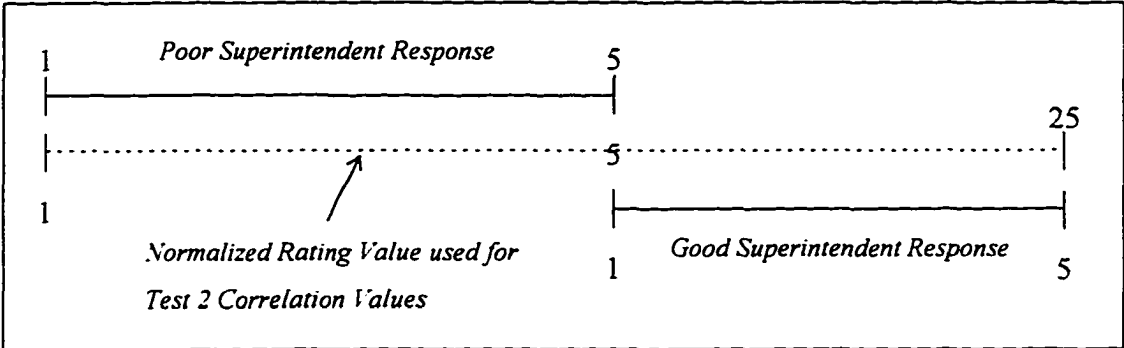 1 Poor Superintendent Response 5
25
5
1
Normalized Rating Value used for
Test 2 Correlation Values
Good Superintendent Response
1 5